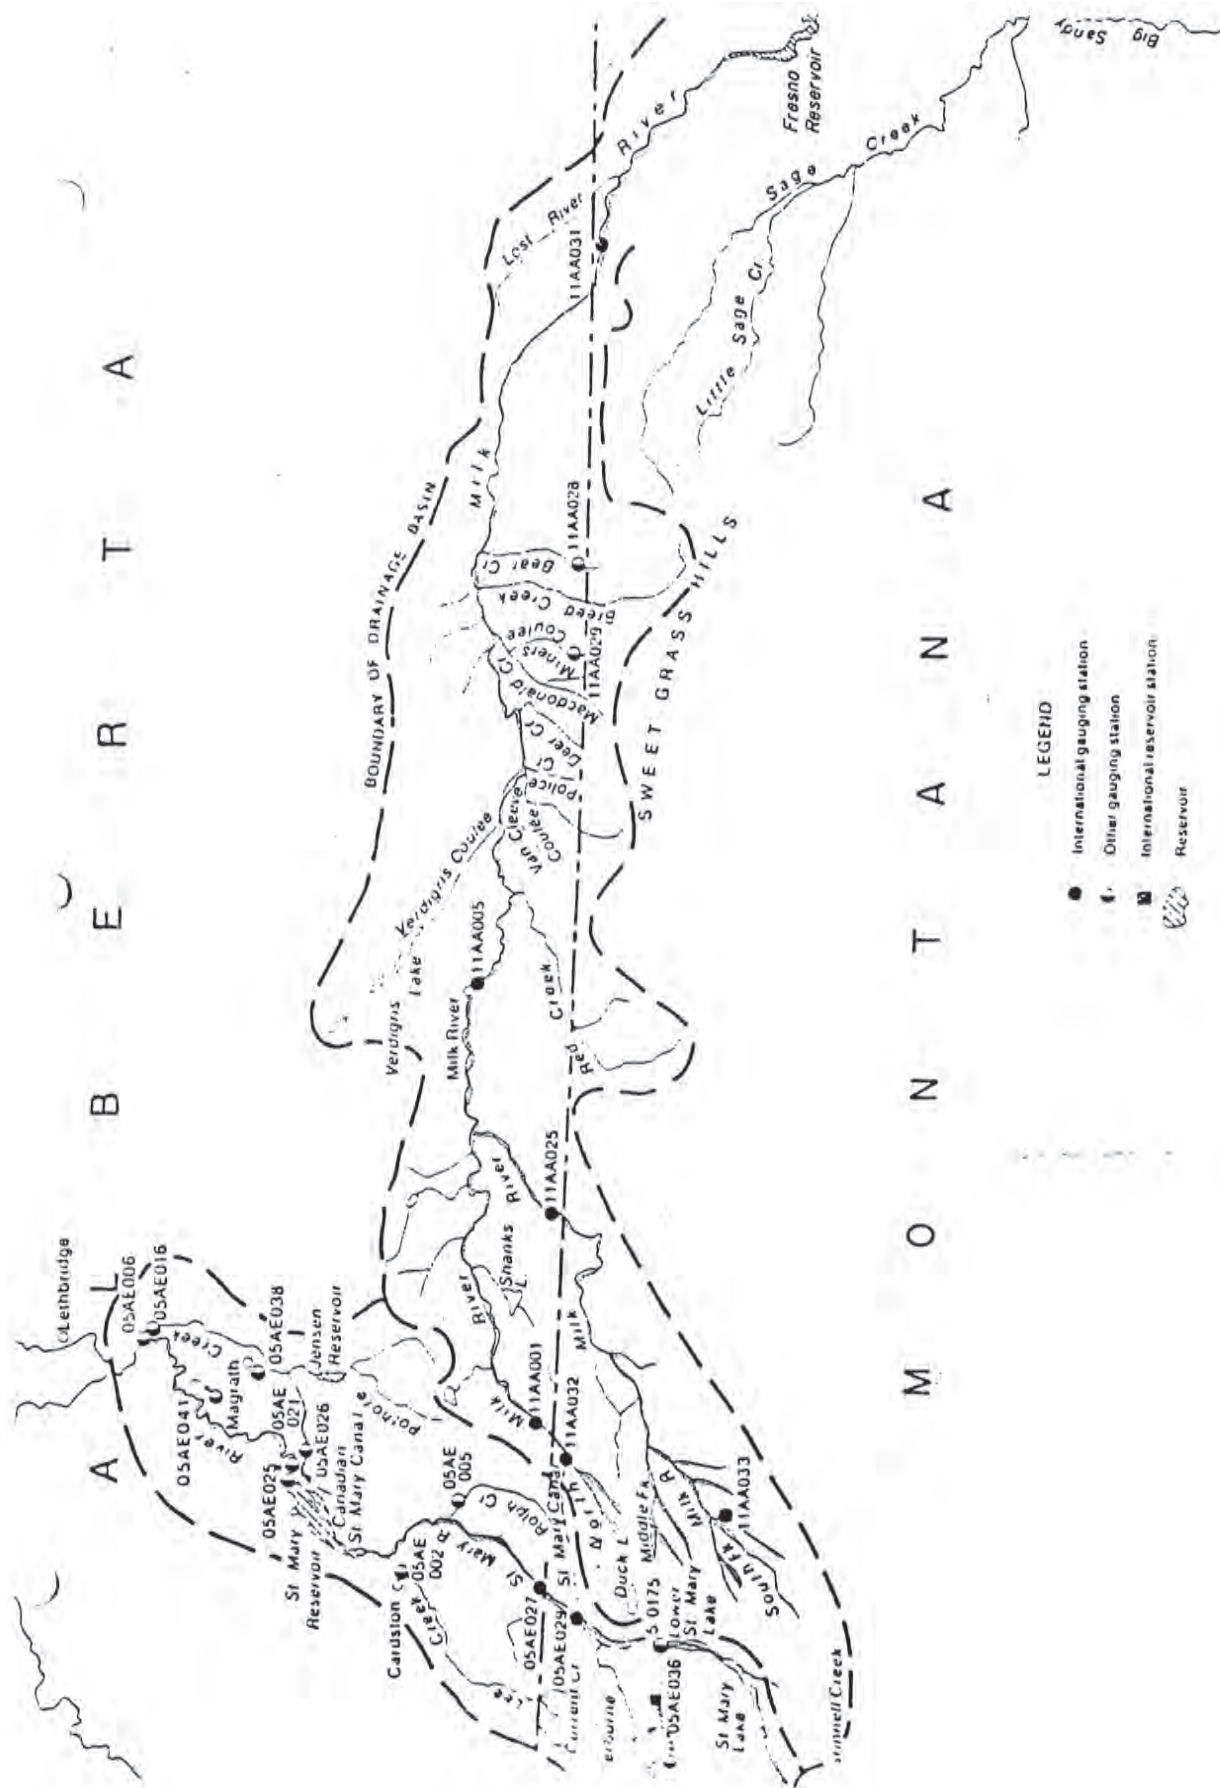 A L B E R T A
Lethbridge
05AE006
05AE016
Creek
05AE041
River
Magrath
05AE038
05AE
021
05AE026
05AE025
Jensen
Reservoir
St Mary
Reservoir
Canadian
St Mary Canal
Pothole
Cardston
05AE
002
Creek
Lee
05AE
005
Rolph Cr
St Mary R
05AE027
05AE029
St Mary Canal
S 0175
Lower
St Mary
Lake
05AE036
St Mary
Lake
Duck L
North
Middle Fk
Milk R
South Fk
11AA033
11AA032
11AA001
Milk River
Shanks
L.
Milk River
11AA025
Milk River
11AA005
Verdigris
Lake
Verdigris Coulee
Red Creek
Van Cleeve
Coulee
Police Cr
Deer Cr
Macdonald Cr
Miners Coulee
11AA029
Breed Creek
Bear Cr
11AA028
BOUNDARY OF DRAINAGE BASIN
SWEET GRASS HILLS
Milk River
Lost River
11AA031
Fresno
Reservoir
Sage Creek
Little Sage Cr
Big
Sandy
M O N T A N A
LEGEND
International gauging station
Other gauging station
International reservoir station
Reservoir